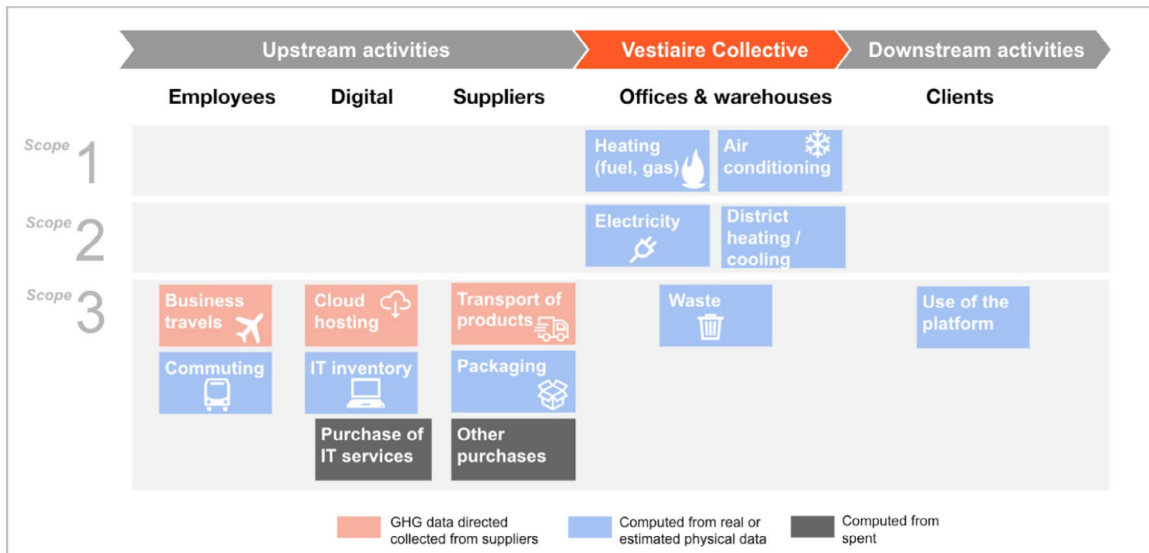 Upstream activities
Vestiaire Collective
Downstream activities
Employees
Digital
Suppliers
Offices & warehouses
Clients
Scope 1
Heating
(fuel, gas)
Air
conditioning
Scope 2
Electricity
District
heating /
cooling
Scope 3
Business
travels
Cloud
hosting
Transport of
products
Waste
Use of the
platform
Commuting
IT inventory
Packaging
Purchase of
IT services
Other
purchases
GHG data directed
collected from suppliers
Computed from real or
estimated physical data
Computed from
spent